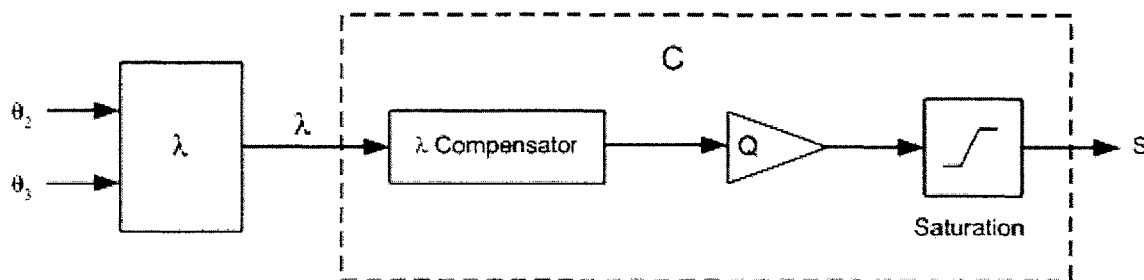 C
θ₂
θ₃
λ
λ
λ Compensator
Q
S
Saturation